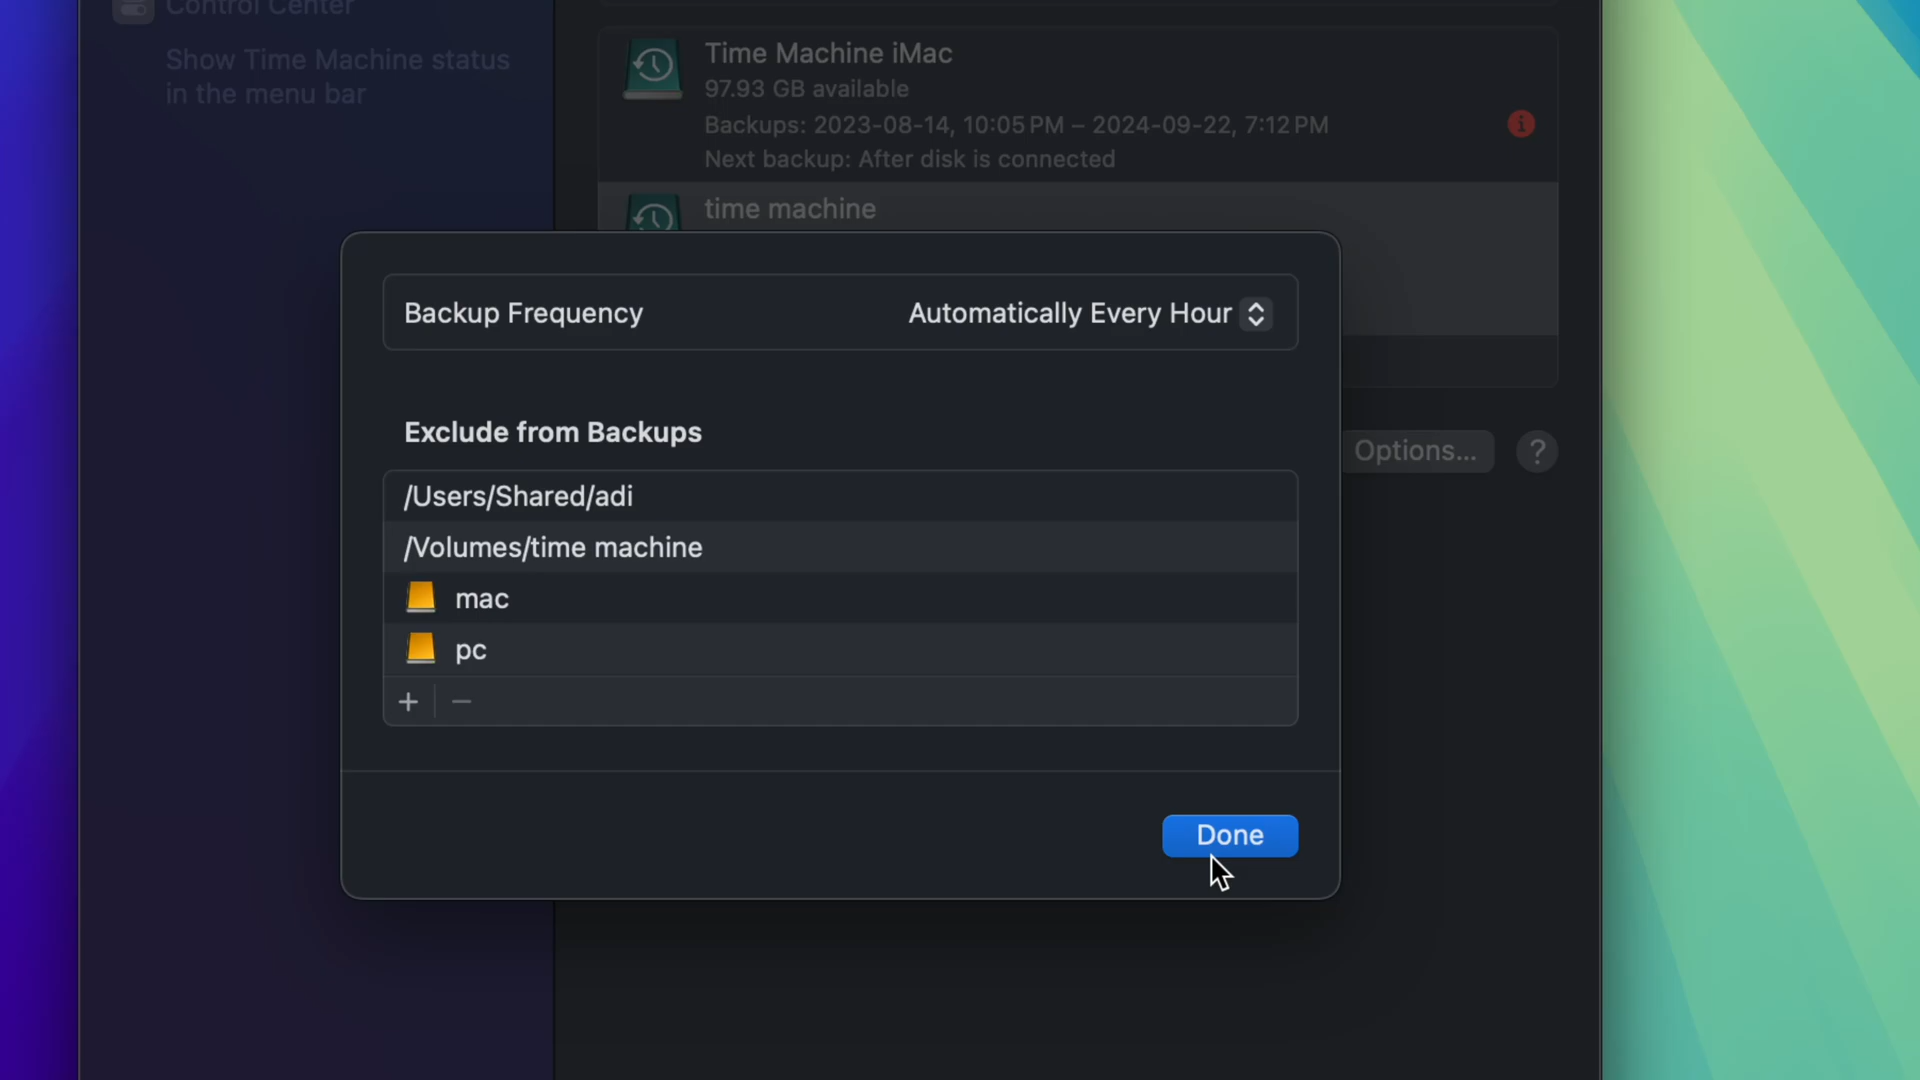 Control Center
Show Time Machine status
in the menu bar
Time Machine iMac
97.93 GB available
Backups: 2023-08-14, 10:05 PM – 2024-09-22, 7:12 PM
Next backup: After disk is connected
time machine
Backup Frequency
Automatically Every Hour
Exclude from Backups
/Users/Shared/adi
/Volumes/time machine
mac
pc
+ −
Options...
?
Done